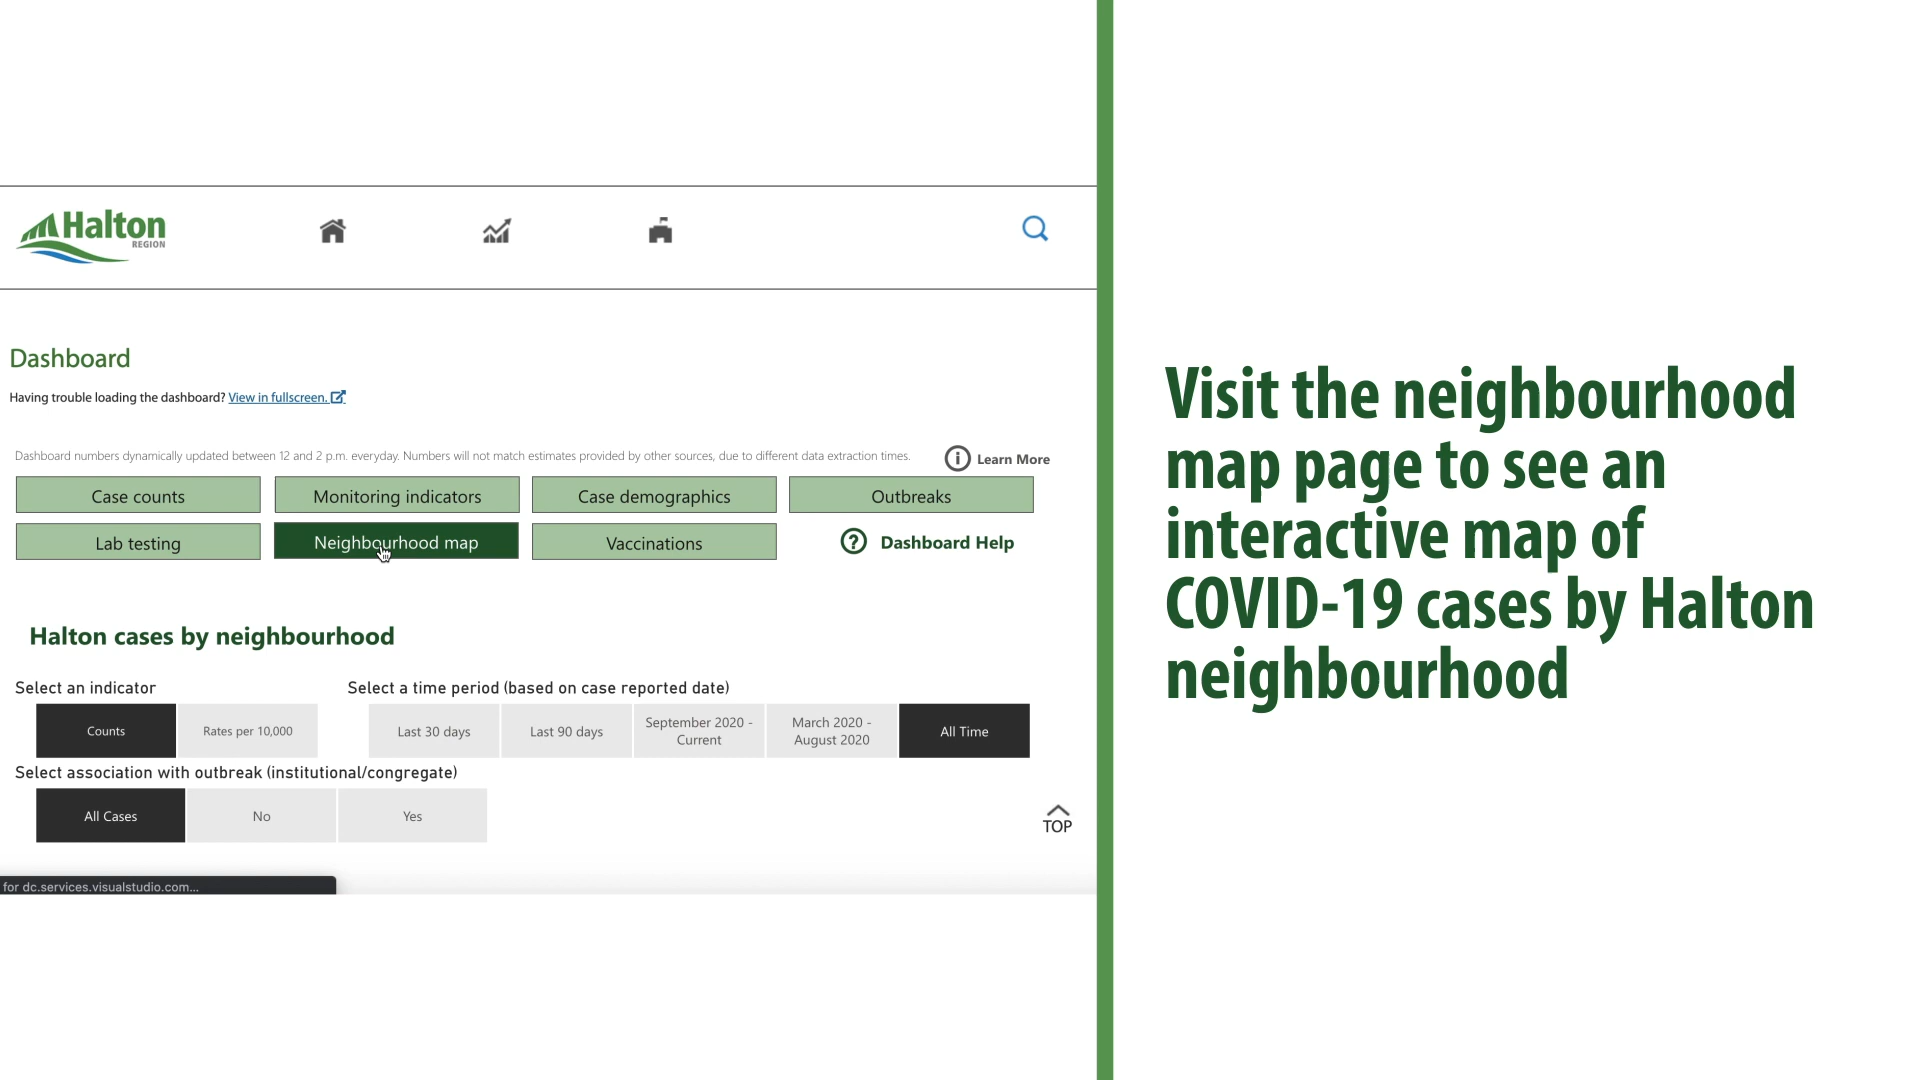 Halton
REGION
Dashboard
Having trouble loading the dashboard? View in fullscreen.
Dashboard numbers dynamically updated between 12 and 2 p.m. everyday. Numbers will not match estimates provided by other sources, due to different data extraction times.
Learn More
Case counts
Monitoring indicators
Case demographics
Outbreaks
Lab testing
Neighbourhood map
Vaccinations
Dashboard Help
Halton cases by neighbourhood
Select an indicator
Counts
Rates per 10,000
Select a time period (based on case reported date)
Last 30 days
Last 90 days
September 2020 -
Current
March 2020 -
August 2020
All Time
Select association with outbreak (institutional/congregate)
All Cases
No
Yes
TOP
for dc.services.visualstudio.com...
Visit the neighbourhood
map page to see an
interactive map of
COVID-19 cases by Halton
neighbourhood